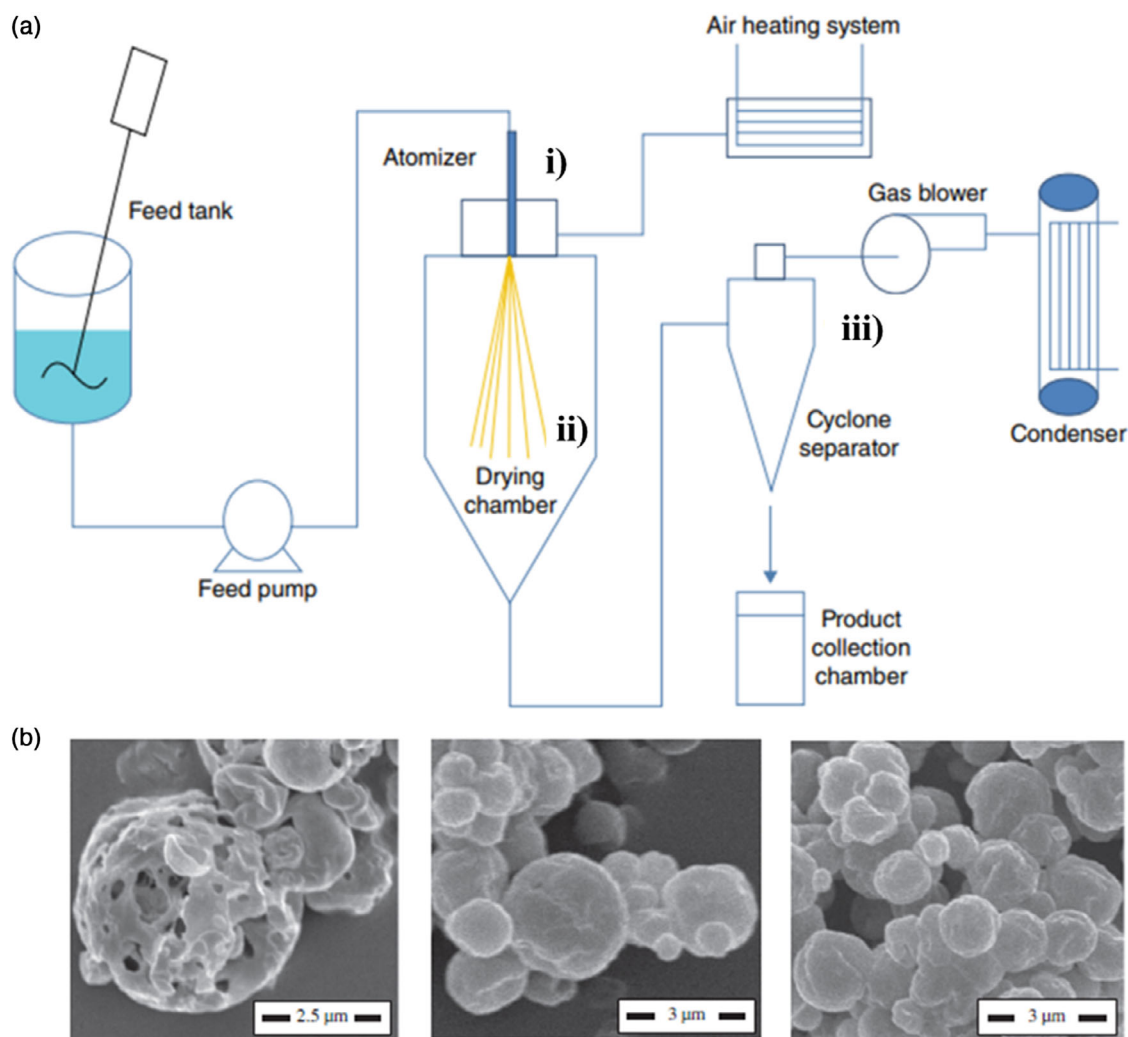 (a)
Air heating system
Atomizer
i)
Feed tank
Gas blower
iii)
ii)
Cyclone
separator
Condenser
Drying
chamber
Feed pump
Product
collection
chamber
(b)
2.5 µm
3 µm
3 µm